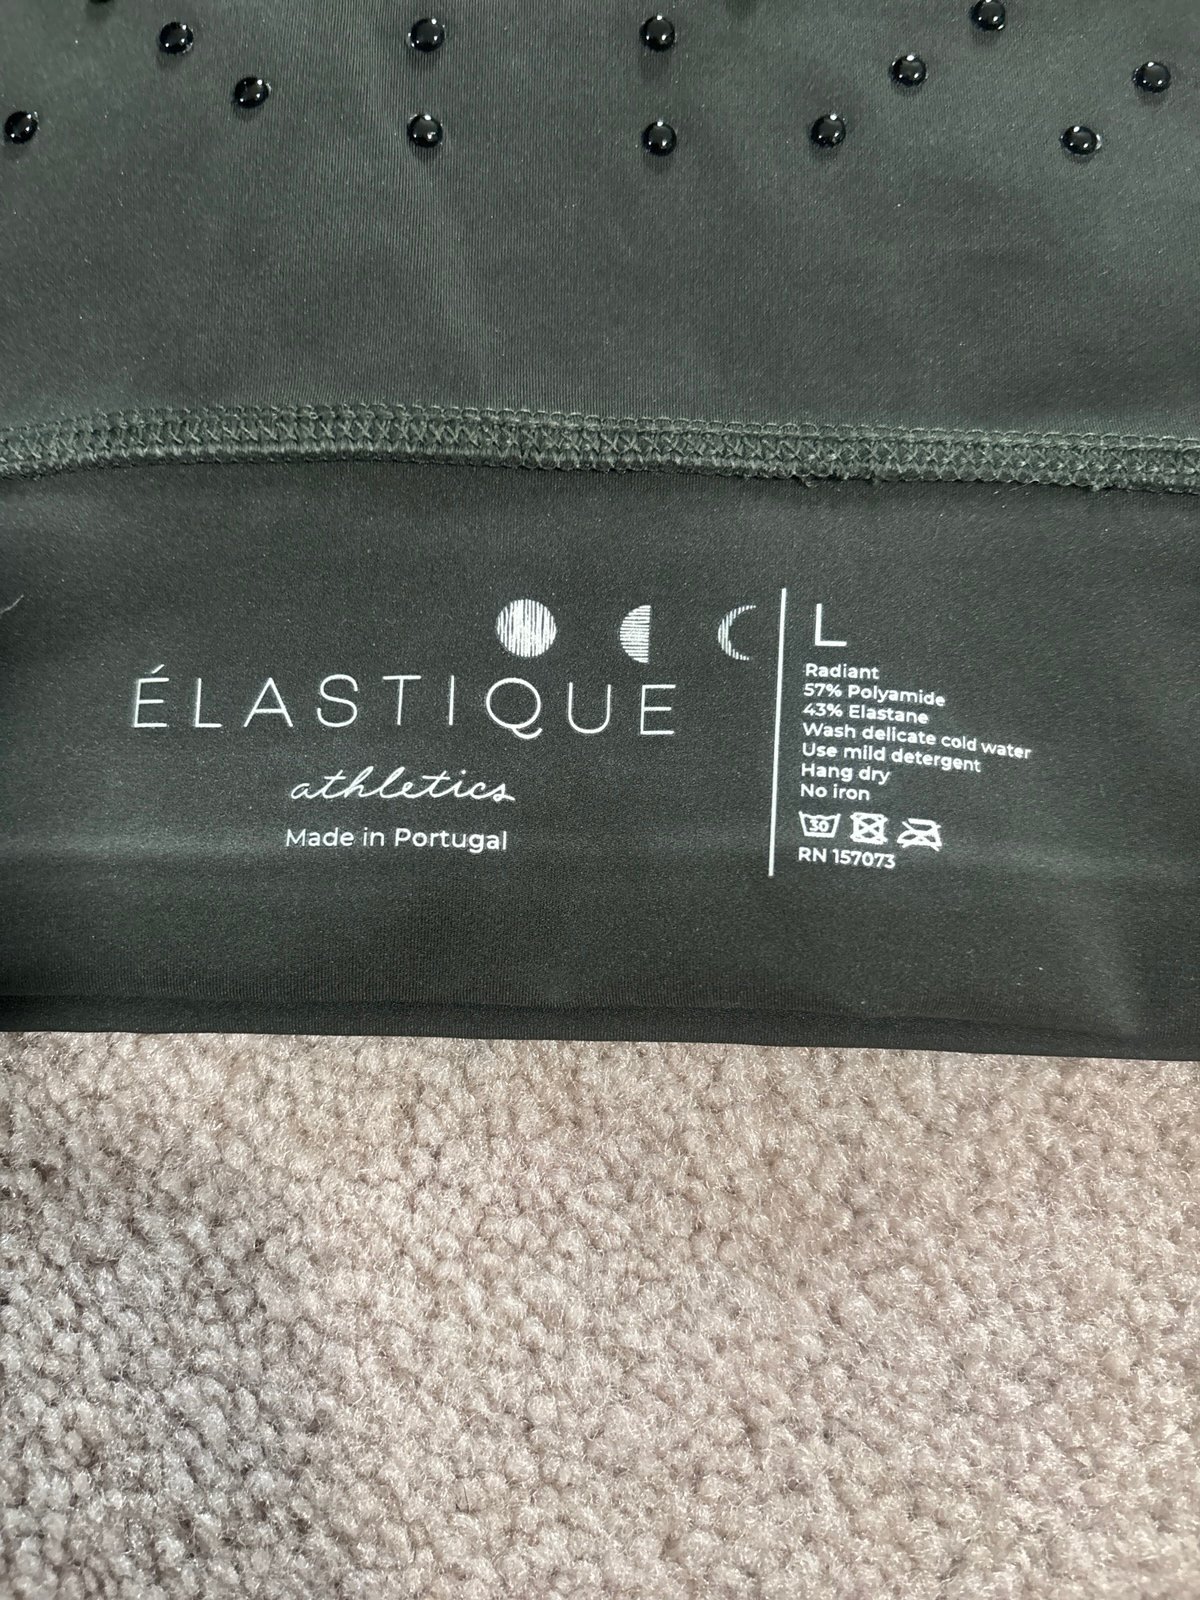 ÉLASTIQUE
athletics
Made in Portugal
L
Radiant
57% Polyamide
43% Elastane
Wash delicate cold water
Use mild detergent
Hang dry
No iron
30
RN 157073